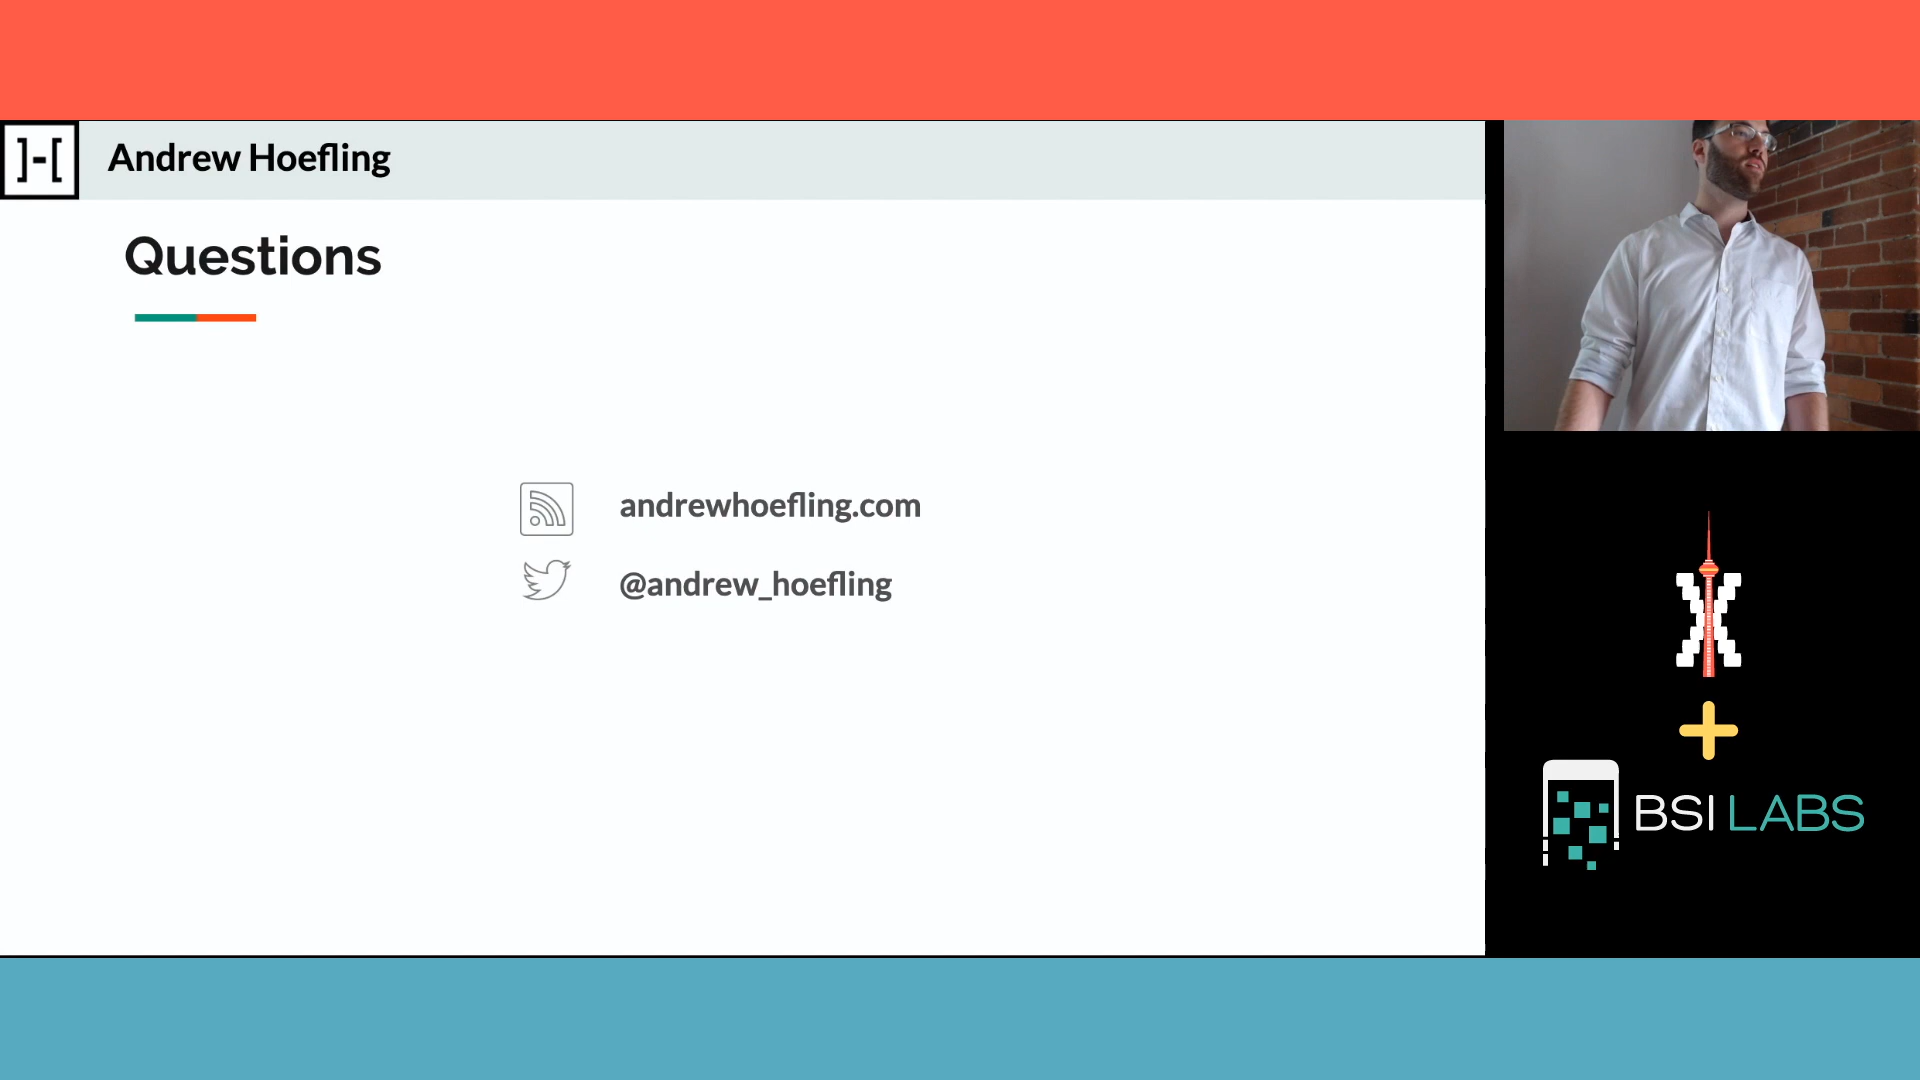 ]-[
Andrew Hoefling
Questions
andrewhoefling.com
@andrew_hoefling
BSI LABS